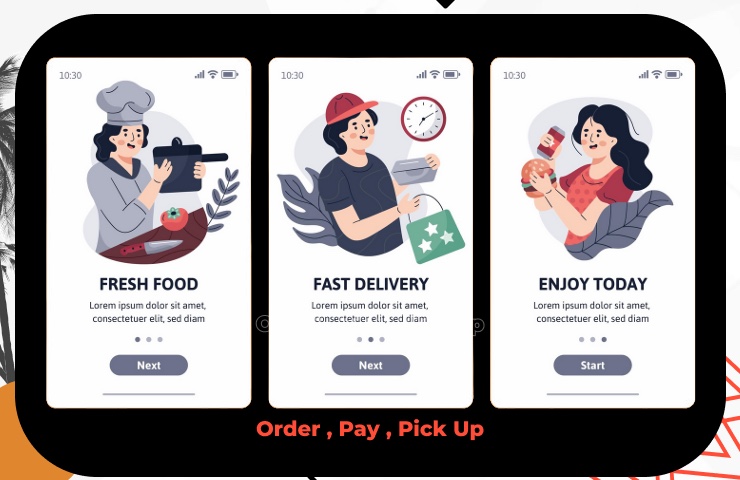 10:30
FRESH FOOD
Lorem ipsum dolor sit amet,
consectetuer elit, sed diam
Next
10:30
FAST DELIVERY
Lorem ipsum dolor sit amet,
consectetuer elit, sed diam
Next
10:30
ENJOY TODAY
Lorem ipsum dolor sit amet,
consectetuer elit, sed diam
Start
Order , Pay , Pick Up